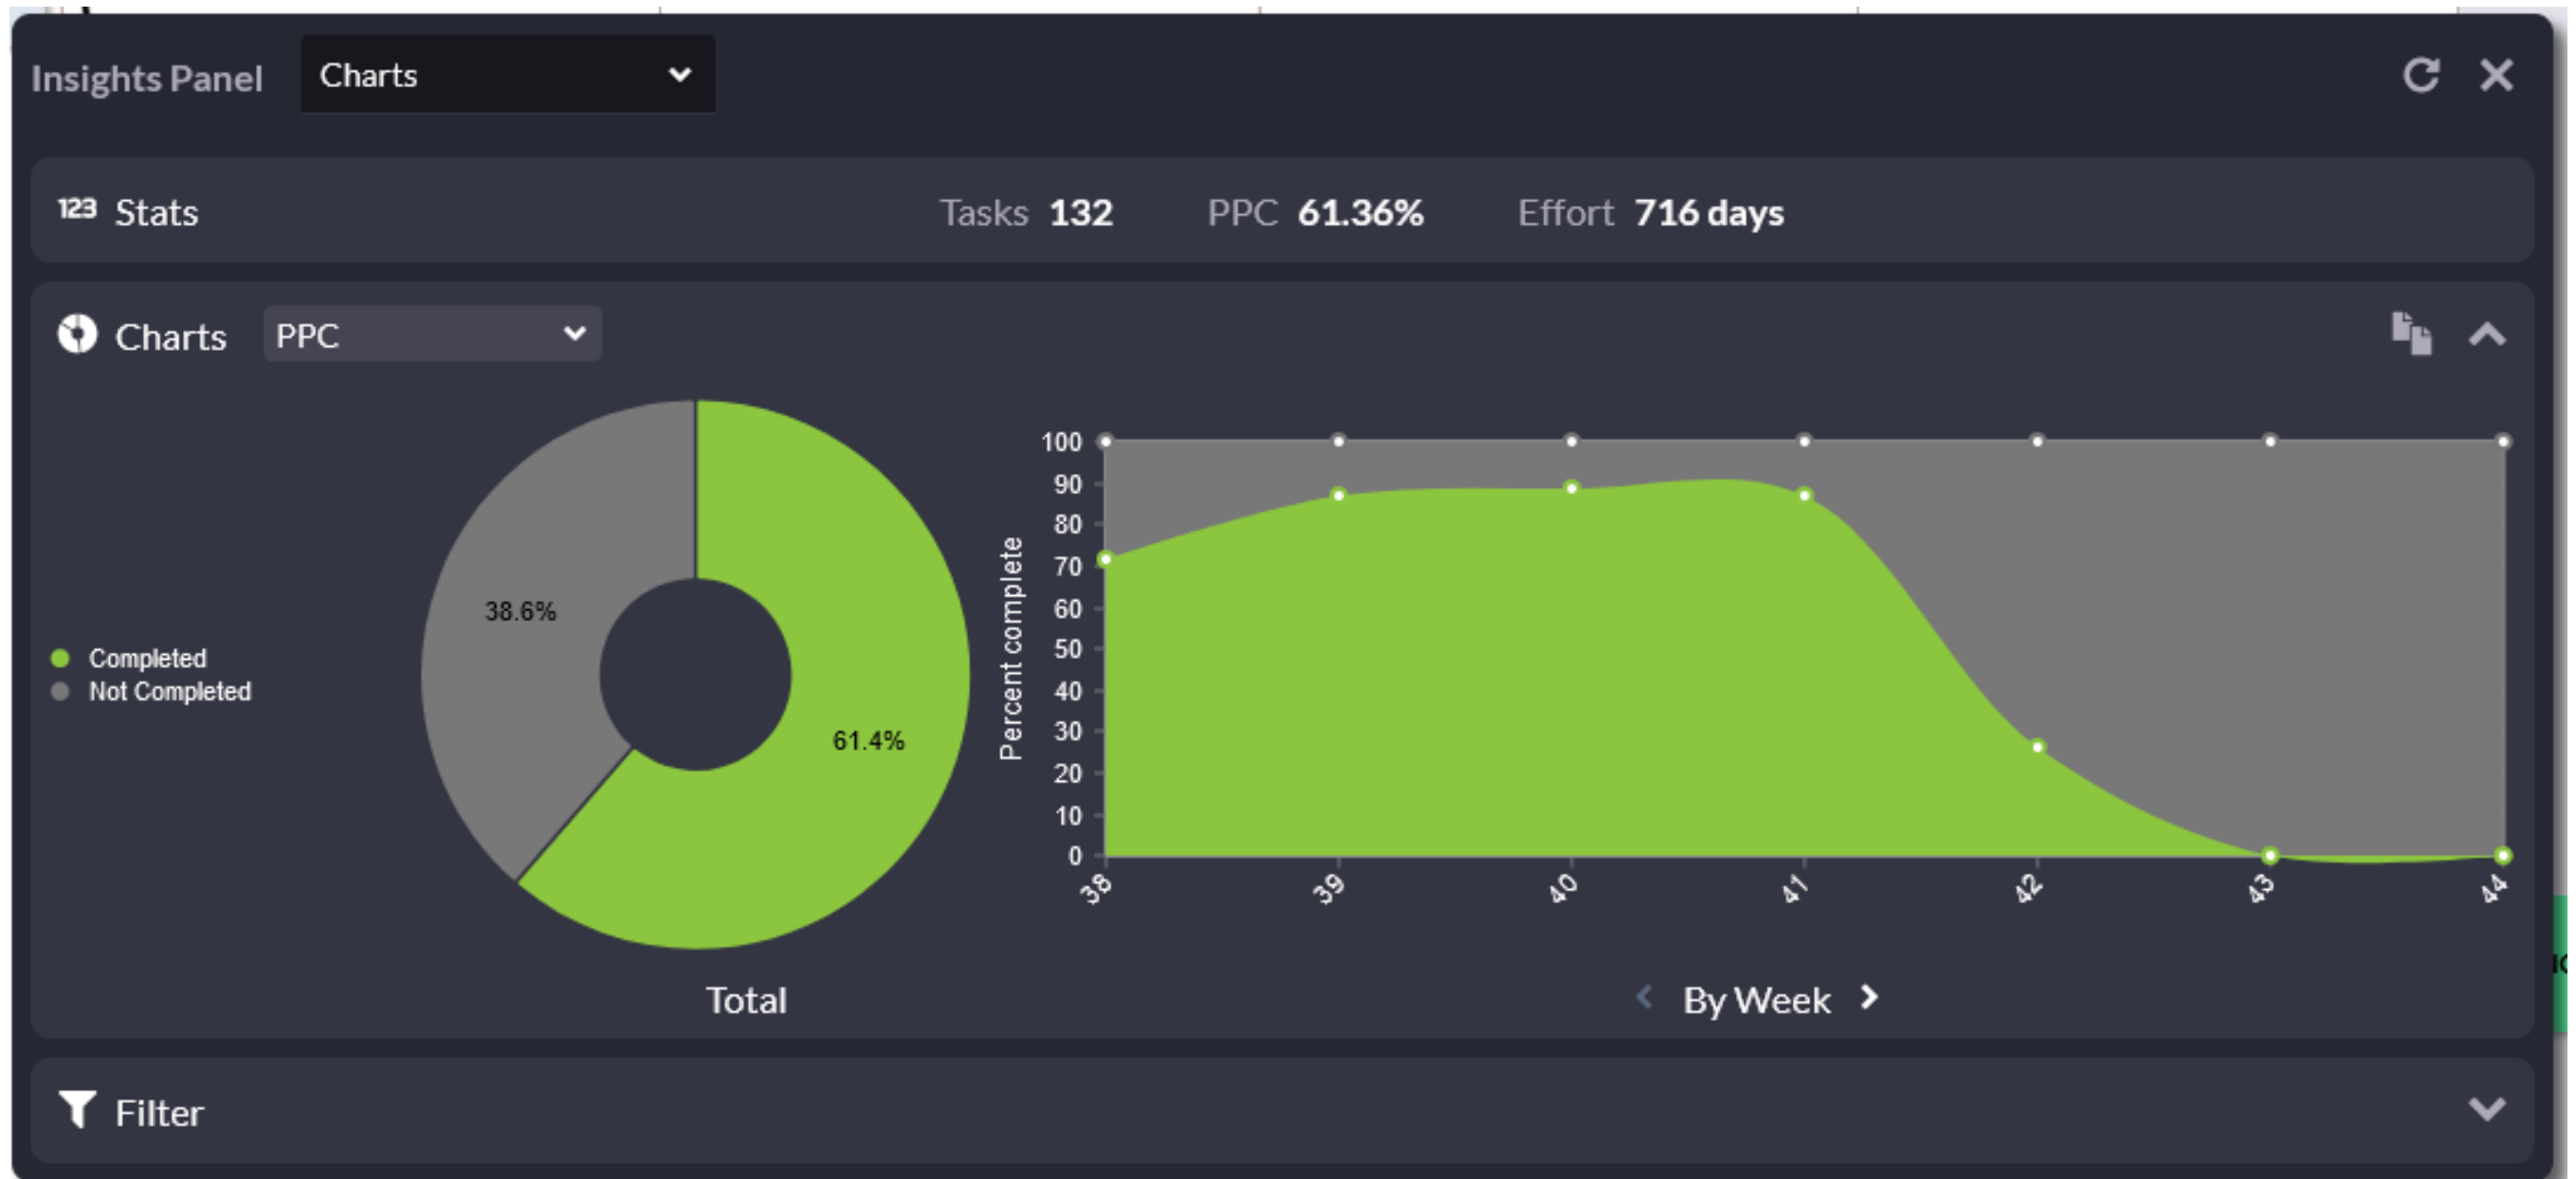 Insights Panel Charts
123 Stats Tasks 132 PPC 61.36% Effort 716 days
Charts PPC
38.6%
61.4%
Completed
Not Completed
Total
Percent complete
100
90
80
70
60
50
40
30
20
10
0
38 39 40 41 42 43 44
By Week
Filter